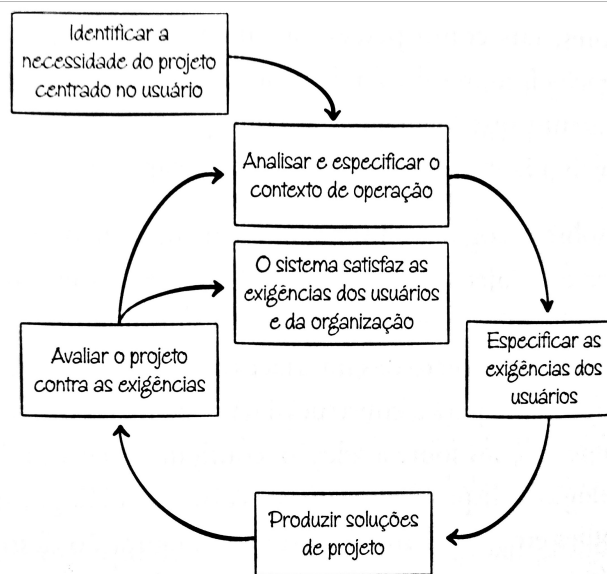 Identificar a
necessidade do projeto
centrado no usuário
Analisar e especificar o
contexto de operação
O sistema satisfaz as
exigências dos usuários
e da organização
Avaliar o projeto
contra as exigências
Especificar as
exigências dos
usuários
Produzir soluções
de projeto